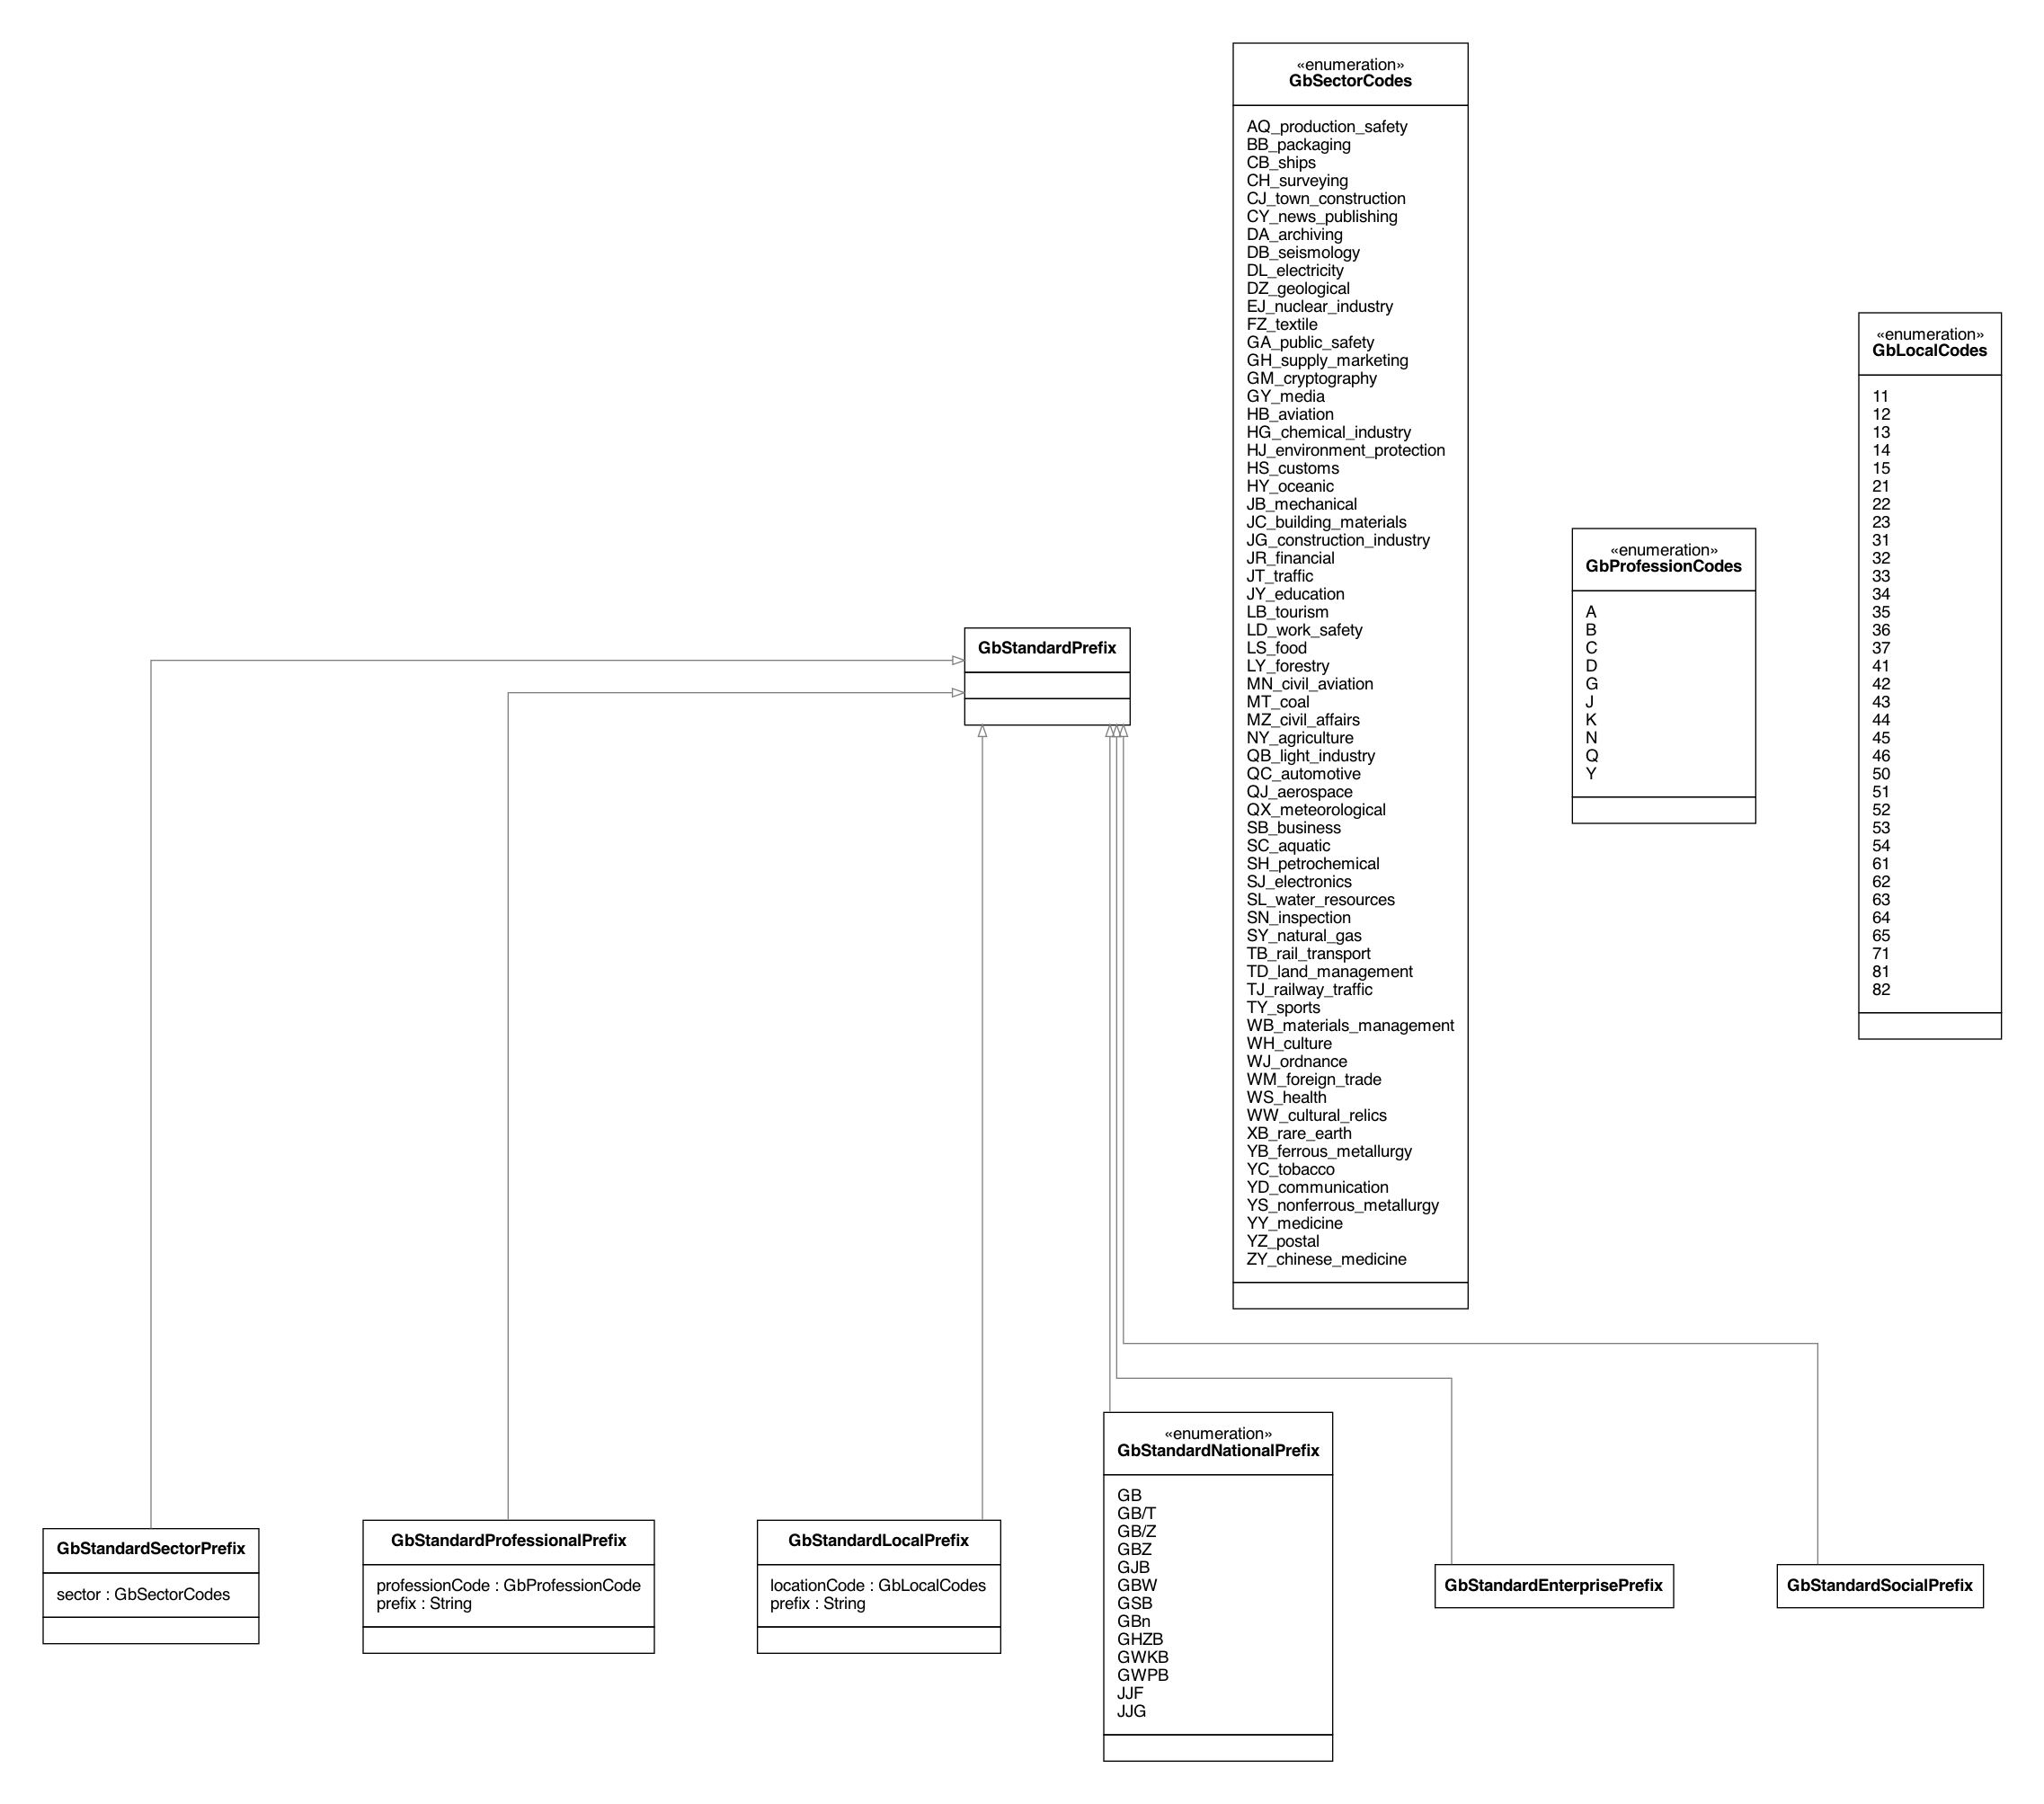 «enumeration»
GbSectorCodes
AQ_production_safety
BB_packaging
CB_ships
CH_surveying
CJ_town_construction
CY_news_publishing
DA_archiving
DB_seismology
DL_electricity
DZ_geological
EJ_nuclear_industry
FZ_textile
GA_public_safety
GH_supply_marketing
GM_cryptography
GY_media
HB_aviation
HG_chemical_industry
HJ_environment_protection
HS_customs
HY_oceanic
JB_mechanical
JC_building_materials
JG_construction_industry
JR_financial
JT_traffic
JY_education
LB_tourism
LD_work_safety
LS_food
LY_forestry
MN_civil_aviation
MT_coal
MZ_civil_affairs
NY_agriculture
QB_light_industry
QC_automotive
QJ_aerospace
QX_meteorological
SB_business
SC_aquatic
SH_petrochemical
SJ_electronics
SL_water_resources
SN_inspection
SY_natural_gas
TB_rail_transport
TD_land_management
TJ_railway_traffic
TY_sports
WB_materials_management
WH_culture
WJ_ordnance
WM_foreign_trade
WS_health
WW_cultural_relics
XB_rare_earth
YB_ferrous_metallurgy
YC_tobacco
YD_communication
YS_nonferrous_metallurgy
YY_medicine
YZ_postal
ZY_chinese_medicine
«enumeration»
GbLocalCodes
11
12
13
14
15
21
22
23
31
32
33
34
35
36
37
41
42
43
44
45
46
50
51
52
53
54
61
62
63
64
65
71
81
82
«enumeration»
GbProfessionCodes
A
B
C
D
G
J
K
N
Q
Y
GbStandardPrefix
GbStandardSectorPrefix
sector : GbSectorCodes
GbStandardProfessionalPrefix
professionCode : GbProfessionCode
prefix : String
GbStandardLocalPrefix
locationCode : GbLocalCodes
prefix : String
«enumeration»
GbStandardNationalPrefix
GB
GB/T
GB/Z
GBZ
GJB
GBW
GSB
GBn
GHZB
GWKB
GWPB
JJF
JJG
GbStandardEnterprisePrefix
GbStandardSocialPrefix